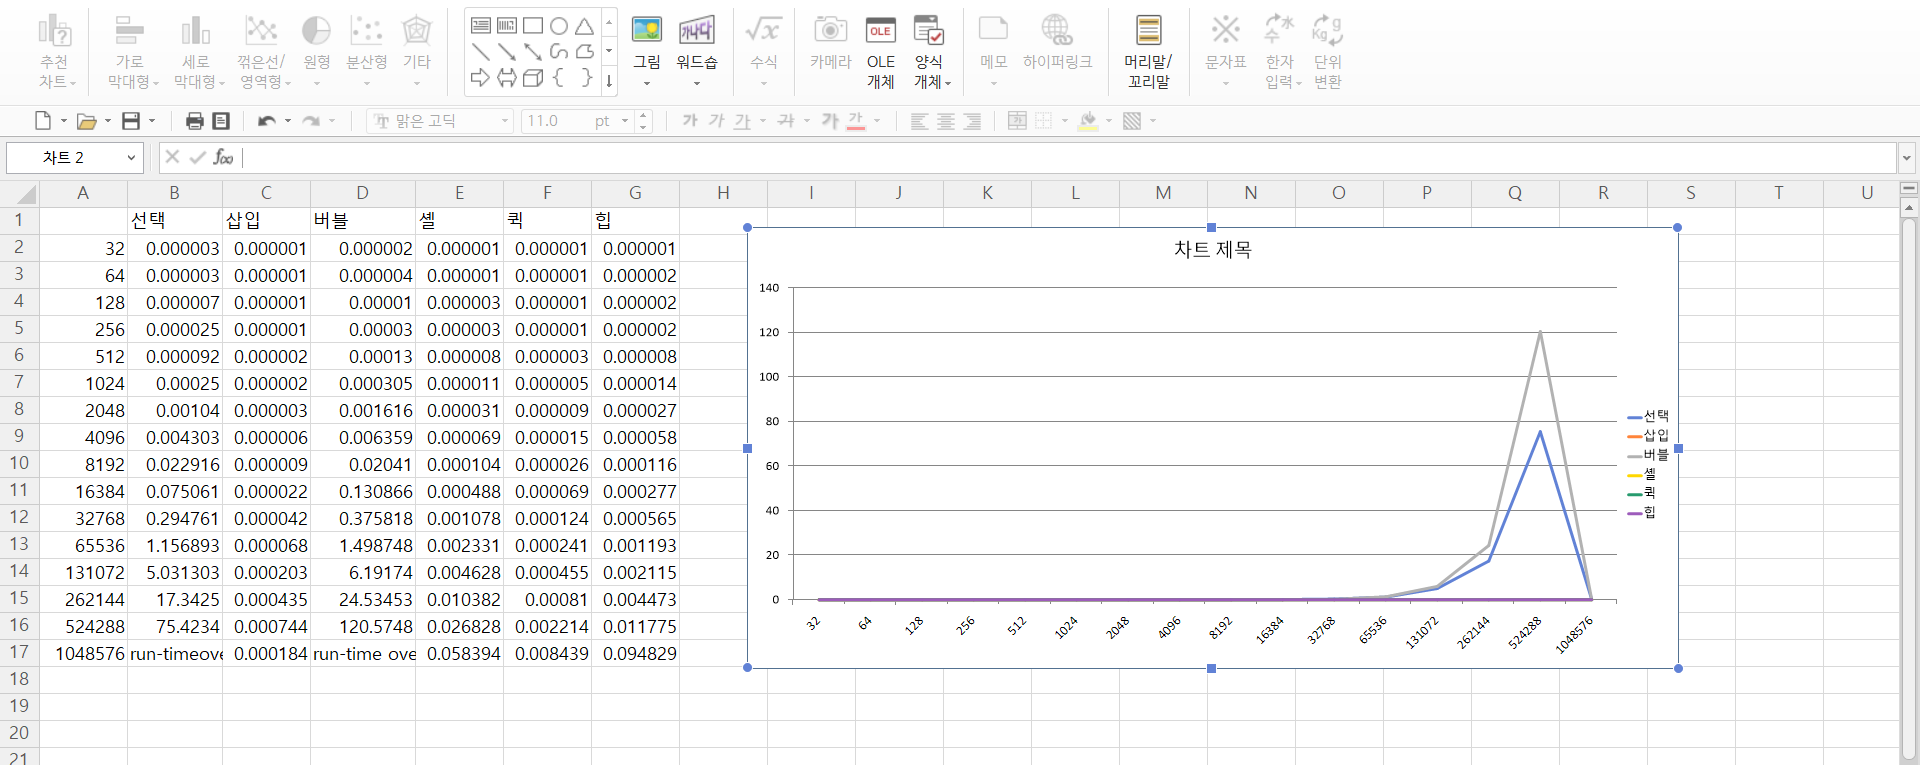 추천 차트
가로 막대형
세로 막대형
꺾은선/영역형
원형
분산형
기타
그림
워드숍
가나다
수식
카메라
OLE
OLE 개체
양식 개체
메모
하이퍼링크
머리말/꼬리말
문자표
한자 입력
단위 변환
맑은 고딕 11.0 pt 가 가 가 가 가 가
차트 2
A B C D E F G H I J K L M N O P Q R S T U
1 선택 삽입 버블 셸 퀵 힙
2 32 0.000003 0.000001 0.000002 0.000001 0.000001 0.000001
3 64 0.000003 0.000001 0.000004 0.000001 0.000001 0.000002
4 128 0.000007 0.000001 0.00001 0.000003 0.000001 0.000002
5 256 0.000025 0.000001 0.00003 0.000003 0.000001 0.000002
6 512 0.000092 0.000002 0.00013 0.000008 0.000003 0.000008
7 1024 0.00025 0.000002 0.000305 0.000011 0.000005 0.000014
8 2048 0.00104 0.000003 0.001616 0.000031 0.000009 0.000027
9 4096 0.004303 0.000006 0.006359 0.000069 0.000015 0.000058
10 8192 0.022916 0.000009 0.02041 0.000104 0.000026 0.000116
11 16384 0.075061 0.000022 0.130866 0.000488 0.000069 0.000277
12 32768 0.294761 0.000042 0.375818 0.001078 0.000124 0.000565
13 65536 1.156893 0.000068 1.498748 0.002331 0.000241 0.001193
14 131072 5.031303 0.000203 6.19174 0.004628 0.000455 0.002115
15 262144 17.3425 0.000435 24.53453 0.010382 0.00081 0.004473
16 524288 75.4234 0.000744 120.5748 0.026828 0.002214 0.011775
17 1048576 run-timeove 0.000184 run-time ove 0.058394 0.008439 0.094829
18
19
20
21
차트 제목
140
120
100
80
60
40
20
0
32 64 128 256 512 1024 2048 4096 8192 16384 32768 65536 131072 262144 524288 1048576
선택
삽입
버블
셸
퀵
힙